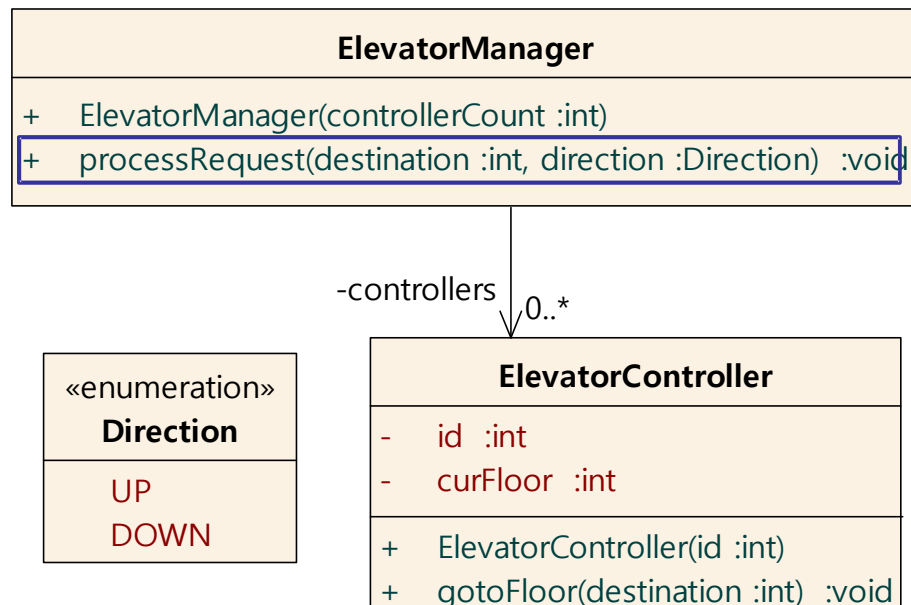 ElevatorManager
+ ElevatorManager(controllerCount :int)
+ processRequest(destination :int, direction :Direction) :void
-controllers
0..*
«enumeration»
Direction
UP
DOWN
ElevatorController
- id :int
- curFloor :int
+ ElevatorController(id :int)
+ gotoFloor(destination :int) :void